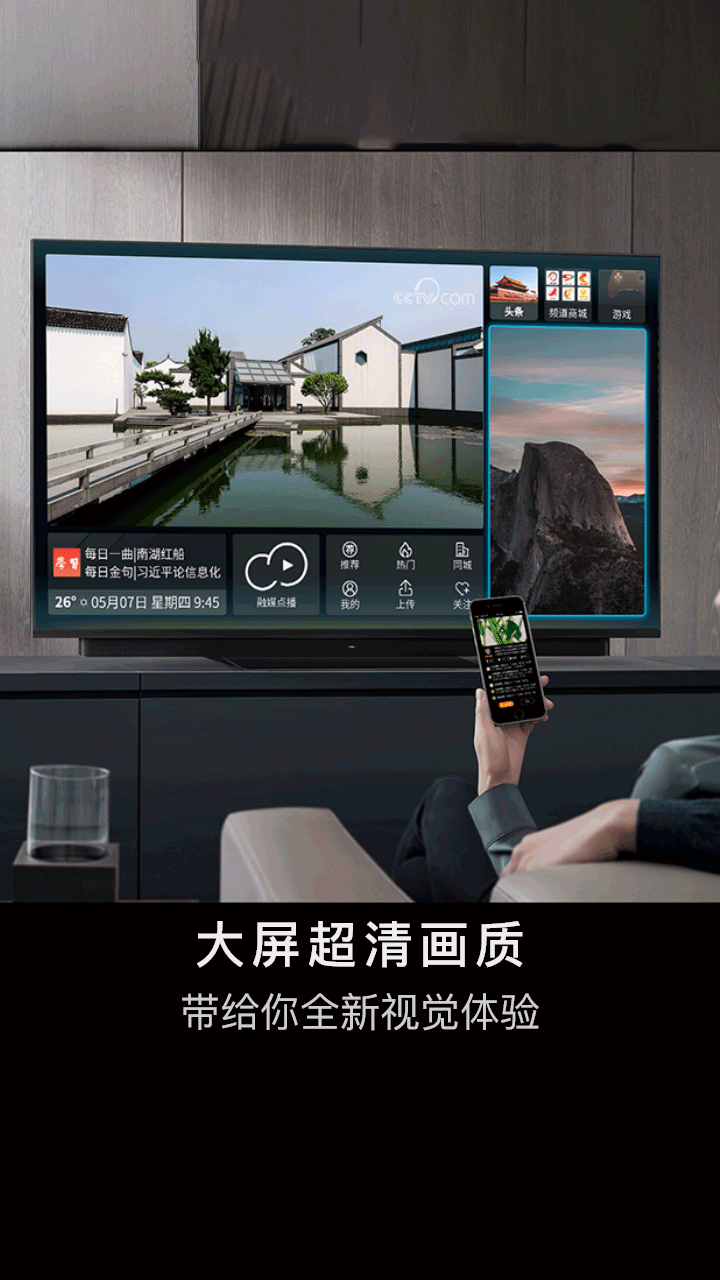 CCTV.com
头条
频道商城
游戏
学习
每日一曲|南湖红船
每日金句|习近平论信息化
26° 05月07日 星期四 9:45
融媒点播
荐
推荐
热门
同城
我的
上传
关注
大屏超清画质
带给你全新视觉体验